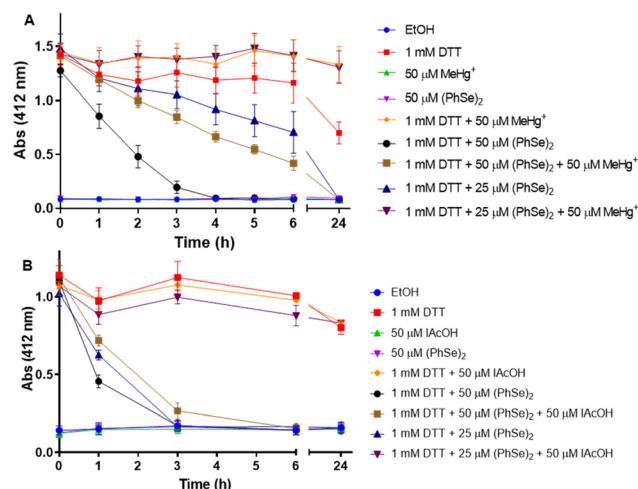 A
Abs (412 nm)
1.5
1.0
0.5
0.0
0 1 2 3 4 5 6 24
Time (h)
EtOH
1 mM DTT
50 μM MeHg⁺
50 μM (PhSe)₂
1 mM DTT + 50 μM MeHg⁺
1 mM DTT + 50 μM (PhSe)₂
1 mM DTT + 50 μM (PhSe)₂ + 50 μM MeHg⁺
1 mM DTT + 25 μM (PhSe)₂
1 mM DTT + 25 μM (PhSe)₂ + 50 μM MeHg⁺
B
Abs (412 nm)
1.0
0.5
0.0
0 1 2 3 4 5 6 24
Time (h)
EtOH
1 mM DTT
50 μM IAcOH
50 μM (PhSe)₂
1 mM DTT + 50 μM IAcOH
1 mM DTT + 50 μM (PhSe)₂
1 mM DTT + 50 μM (PhSe)₂ + 50 μM IAcOH
1 mM DTT + 25 μM (PhSe)₂
1 mM DTT + 25 μM (PhSe)₂ + 50 μM IAcOH